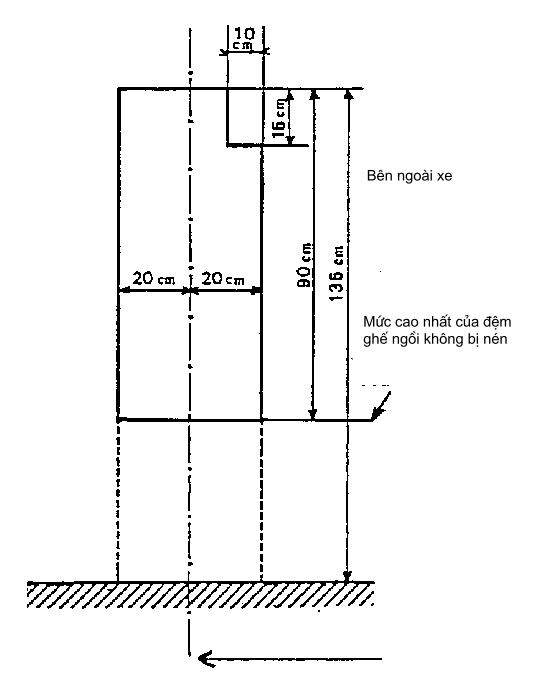 10
cm
16 cm
Bên ngoài xe
90 cm
136 cm
20 cm
20 cm
Mức cao nhất của đệm
ghế ngồi không bị nén